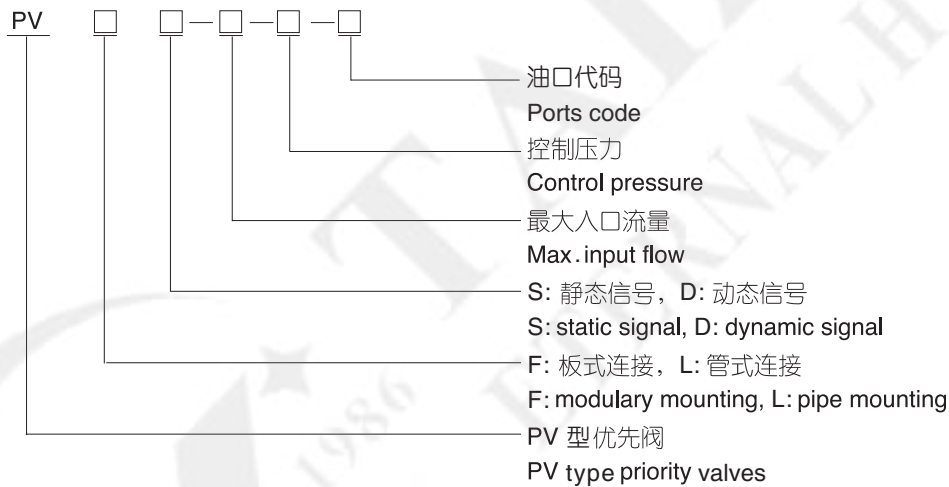 PV □ □—□—□—□
油口代码
Ports code
控制压力
Control pressure
最大入口流量
Max. input flow
S: 静态信号，D: 动态信号
S: static signal, D: dynamic signal
F: 板式连接，L: 管式连接
F: modulary mounting, L: pipe mounting
PV 型优先阀
PV type priority valves
1986
ETERNAL H